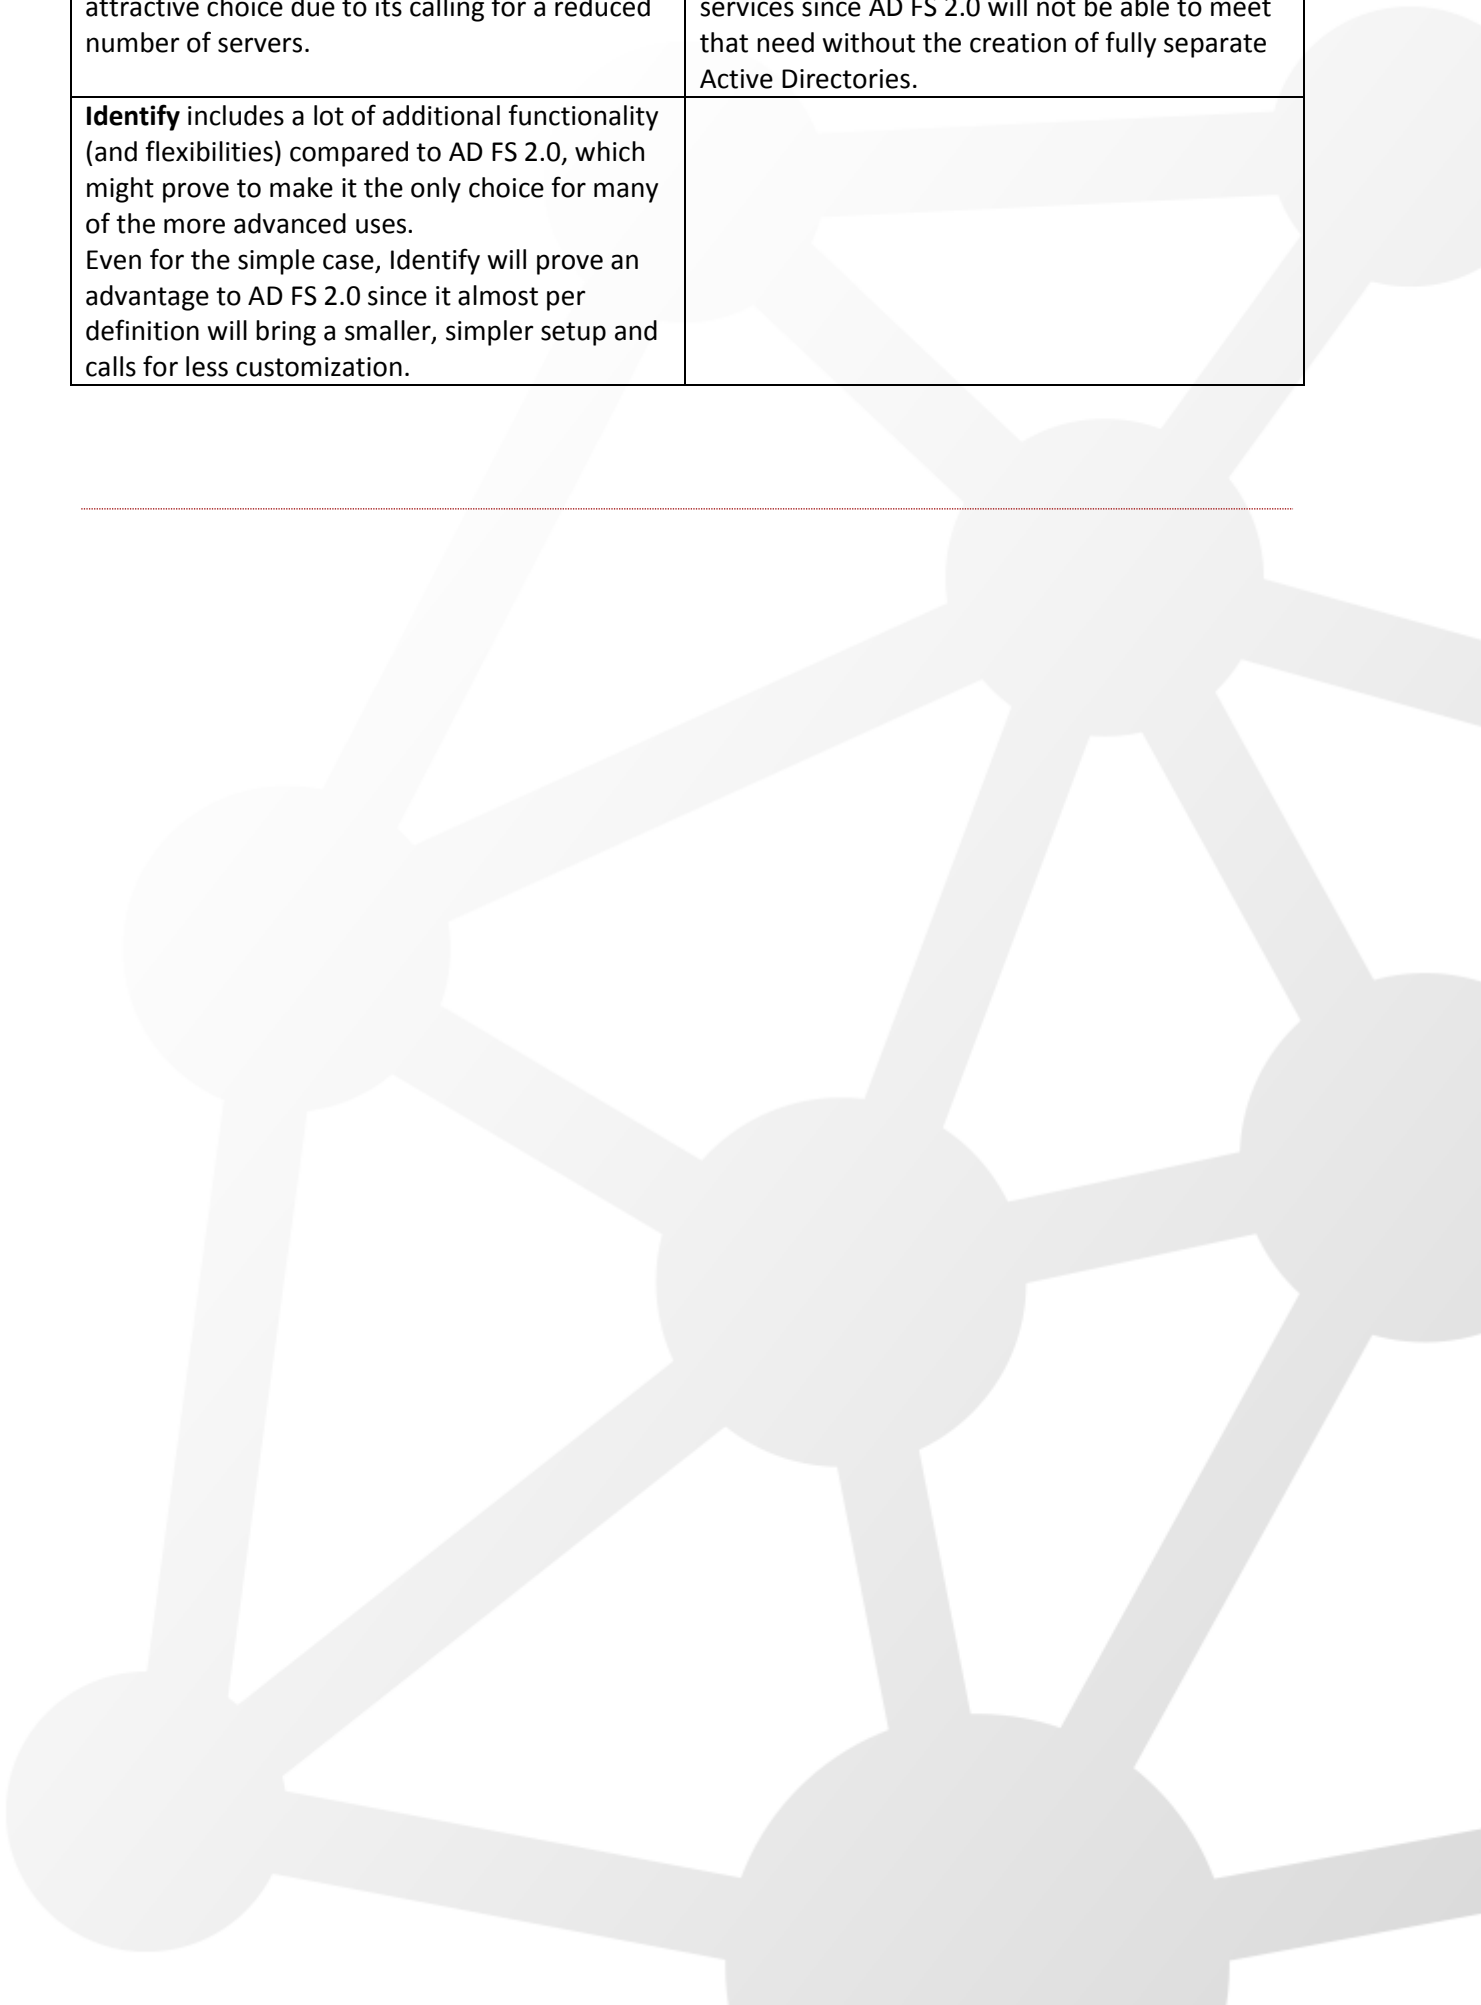 attractive choice due to its calling for a reduced
number of servers.
services since AD FS 2.0 will not be able to meet
that need without the creation of fully separate
Active Directories.
Identify includes a lot of additional functionality
(and flexibilities) compared to AD FS 2.0, which
might prove to make it the only choice for many
of the more advanced uses.
Even for the simple case, Identify will prove an
advantage to AD FS 2.0 since it almost per
definition will bring a smaller, simpler setup and
calls for less customization.